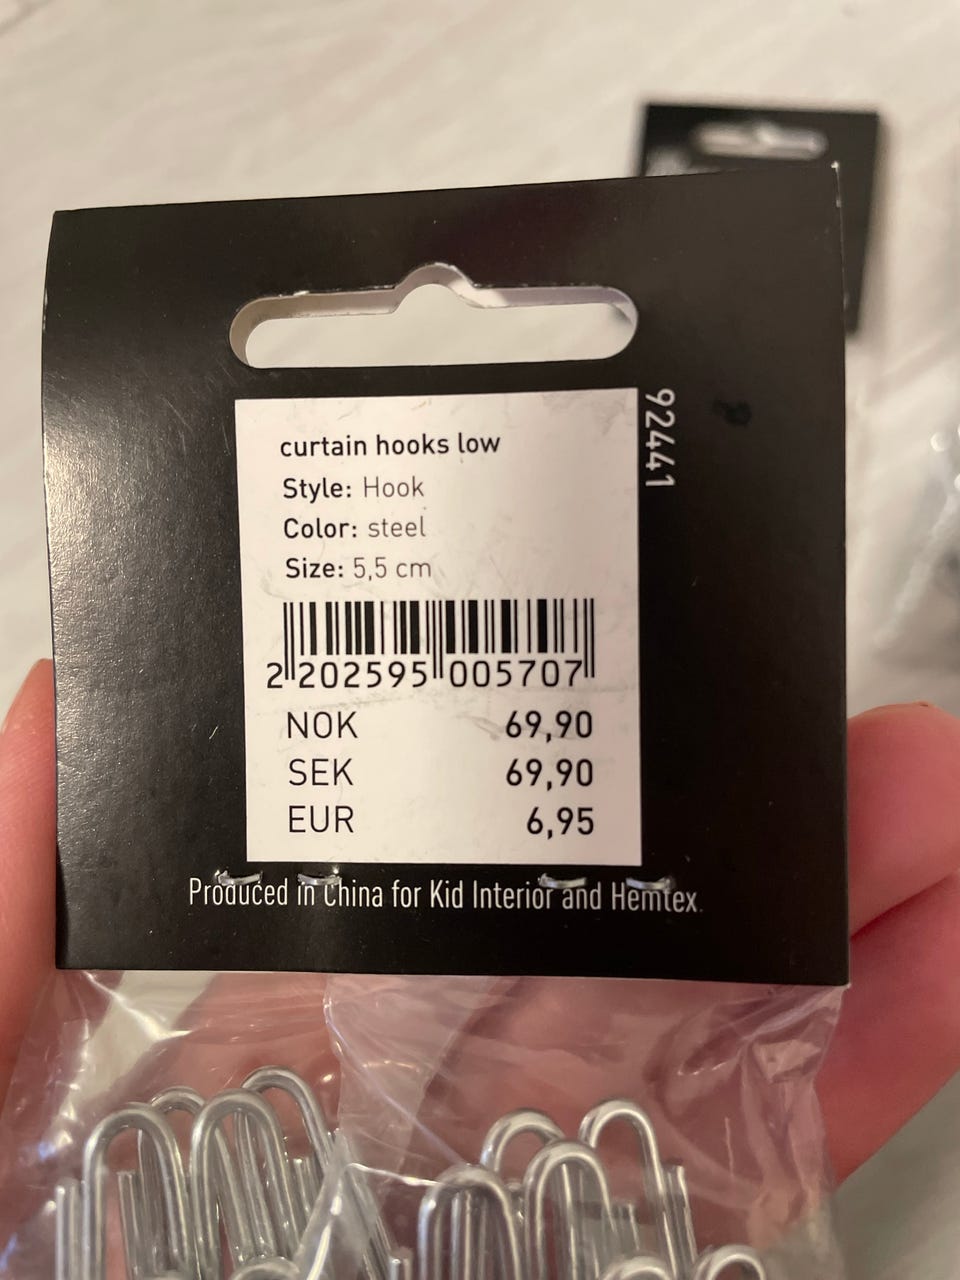 92441
curtain hooks low
Style: Hook
Color: steel
Size: 5,5 cm
2 202595 005707
NOK 69,90
SEK 69,90
EUR 6,95
Produced in China for Kid Interior and Hemtex.